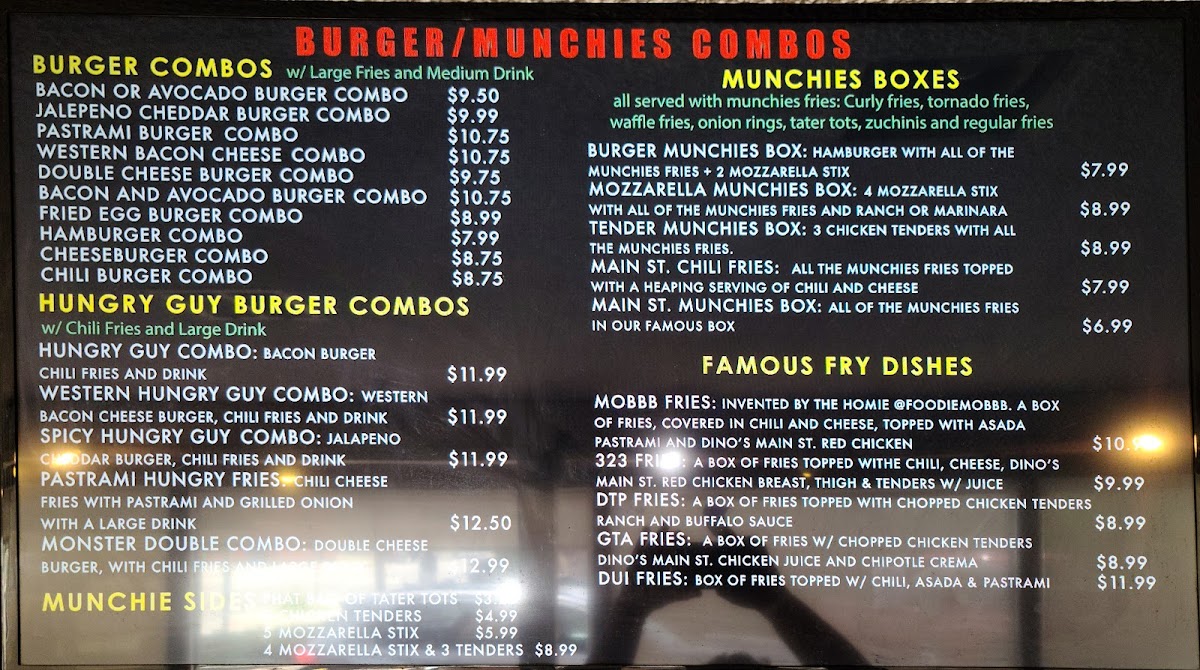 BURGER/MUNCHIES COMBOS
BURGER COMBOS w/ Large Fries and Medium Drink
BACON OR AVOCADO BURGER COMBO $9.50
JALEPENO CHEDDAR BURGER COMBO $9.99
PASTRAMI BURGER COMBO $10.75
WESTERN BACON CHEESE COMBO $10.75
DOUBLE CHEESE BURGER COMBO $9.75
BACON AND AVOCADO BURGER COMBO $10.75
FRIED EGG BURGER COMBO $8.99
HAMBURGER COMBO $7.99
CHEESEBURGER COMBO $8.75
CHILI BURGER COMBO $8.75
HUNGRY GUY BURGER COMBOS
w/ Chili Fries and Large Drink
HUNGRY GUY COMBO: BACON BURGER
CHILI FRIES AND DRINK $11.99
WESTERN HUNGRY GUY COMBO: WESTERN
BACON CHEESE BURGER, CHILI FRIES AND DRINK $11.99
SPICY HUNGRY GUY COMBO: JALAPENO
CHEDDAR BURGER, CHILI FRIES AND DRINK $11.99
PASTRAMI HUNGRY FRIES: CHILI CHEESE
FRIES WITH PASTRAMI AND GRILLED ONION
WITH A LARGE DRINK $12.50
MONSTER DOUBLE COMBO: DOUBLE CHEESE
BURGER, WITH CHILI FRIES AND LARGE $12.99
MUNCHIE SIDES OF TATER TOTS
CHICKEN TENDERS $4.99
5 MOZZARELLA STIX $5.99
4 MOZZARELLA STIX & 3 TENDERS $8.99
MUNCHIES BOXES
all served with munchies fries: Curly fries, tornado fries,
waffle fries, onion rings, tater tots, zuchinis and regular fries
BURGER MUNCHIES BOX: HAMBURGER WITH ALL OF THE
MUNCHIES FRIES + 2 MOZZARELLA STIX $7.99
MOZZARELLA MUNCHIES BOX: 4 MOZZARELLA STIX
WITH ALL OF THE MUNCHIES FRIES AND RANCH OR MARINARA $8.99
TENDER MUNCHIES BOX: 3 CHICKEN TENDERS WITH ALL
THE MUNCHIES FRIES. $8.99
MAIN ST. CHILI FRIES: ALL THE MUNCHIES FRIES TOPPED
WITH A HEAPING SERVING OF CHILI AND CHEESE $7.99
MAIN ST. MUNCHIES BOX: ALL OF THE MUNCHIES FRIES
IN OUR FAMOUS BOX $6.99
FAMOUS FRY DISHES
MOBBB FRIES: INVENTED BY THE HOMIE @FOODIEMOBBB. A BOX
OF FRIES, COVERED IN CHILI AND CHEESE, TOPPED WITH ASADA
PASTRAMI AND DINO'S MAIN ST. RED CHICKEN
323 FRIES: A BOX OF FRIES TOPPED WITHE CHILI, CHEESE, DINO'S
MAIN ST. RED CHICKEN BREAST, THIGH & TENDERS W/ JUICE $9.99
DTP FRIES: A BOX OF FRIES TOPPED WITH CHOPPED CHICKEN TENDERS
RANCH AND BUFFALO SAUCE $8.99
GTA FRIES: A BOX OF FRIES W/ CHOPPED CHICKEN TENDERS
DINO'S MAIN ST. CHICKEN JUICE AND CHIPOTLE CREMA $8.99
DUI FRIES: BOX OF FRIES TOPPED W/ CHILI, ASADA & PASTRAMI $11.99